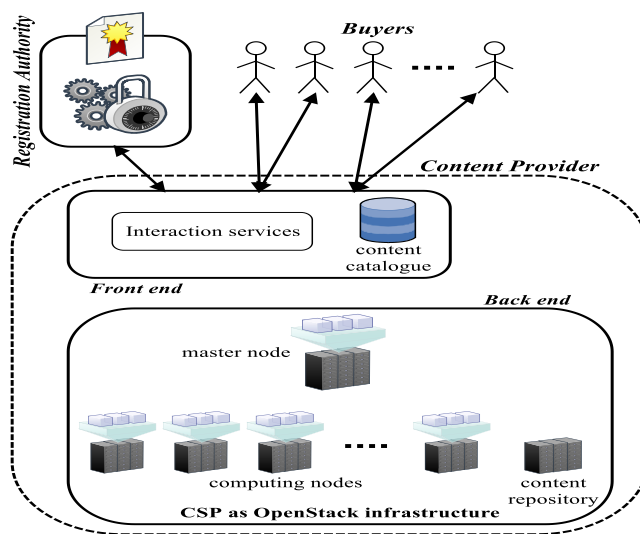 Buyers
Registration Authority
Content Provider
Interaction services
content
catalogue
Front end
Back end
master node
computing nodes
content
repository
CSP as OpenStack infrastructure